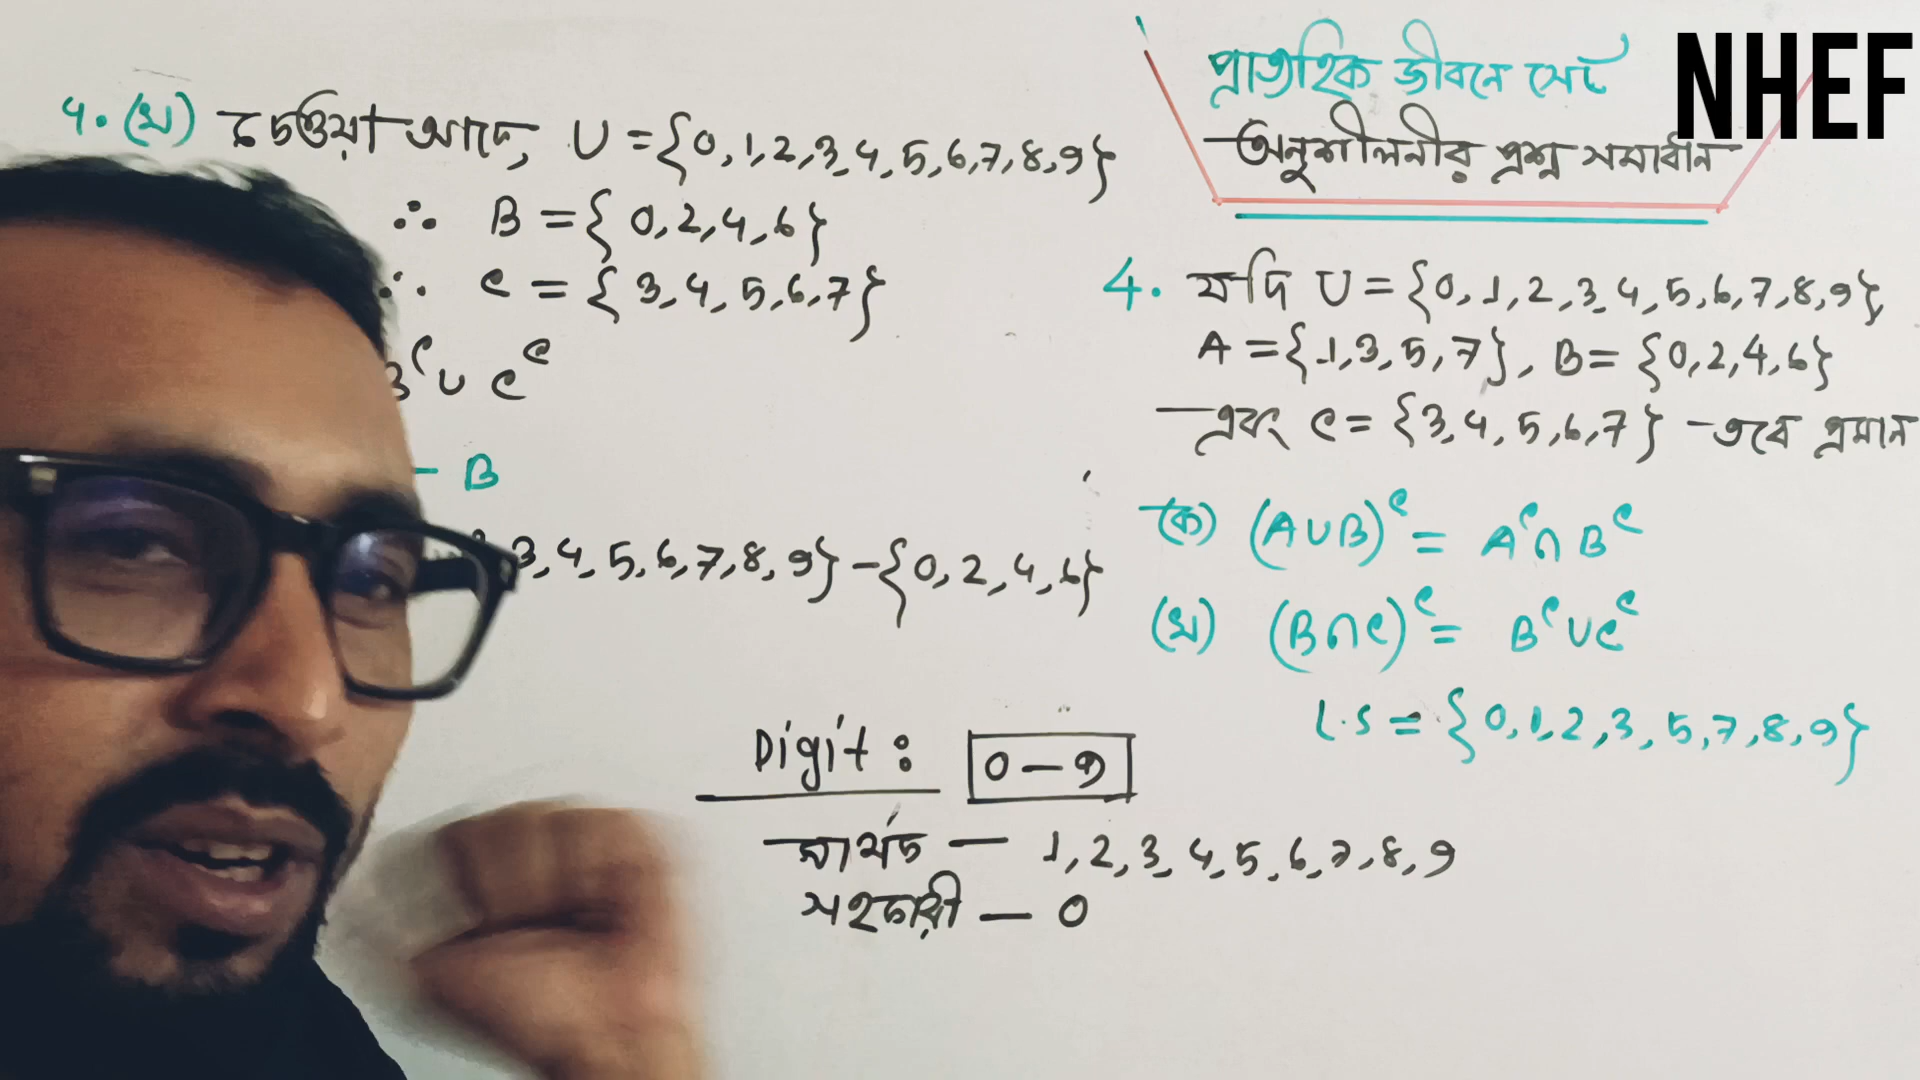 ৭. (খ) দেওয়া আছে, U = {0, 1, 2, 3, 4, 5, 6, 7, 8, 9}
∴ B = {0, 2, 4, 6}
∴ C = {3, 4, 5, 6, 7}
∪ C^c
- B
3, 4, 5, 6, 7, 8, 9} - {0, 2, 4, 6}
Digit : 0 - 9
সার্থক - 1, 2, 3, 4, 5, 6, 7, 8, 9
সহকারী - 0
NHEF
প্রাত্যহিক জীবনে সেট
অনুশীলনীর প্রশ্ন সমাধান
4. যদি U = {0, 1, 2, 3, 4, 5, 6, 7, 8, 9},
A = {1, 3, 5, 7}, B = {0, 2, 4, 6}
এবং C = {3, 4, 5, 6, 7} তবে প্রমান
(ক) (A∪B)^c = A^c ∩ B^c
(খ) (B∩C)^c = B^c ∪ C^c
L.S = {0, 1, 2, 3, 5, 7, 8, 9}